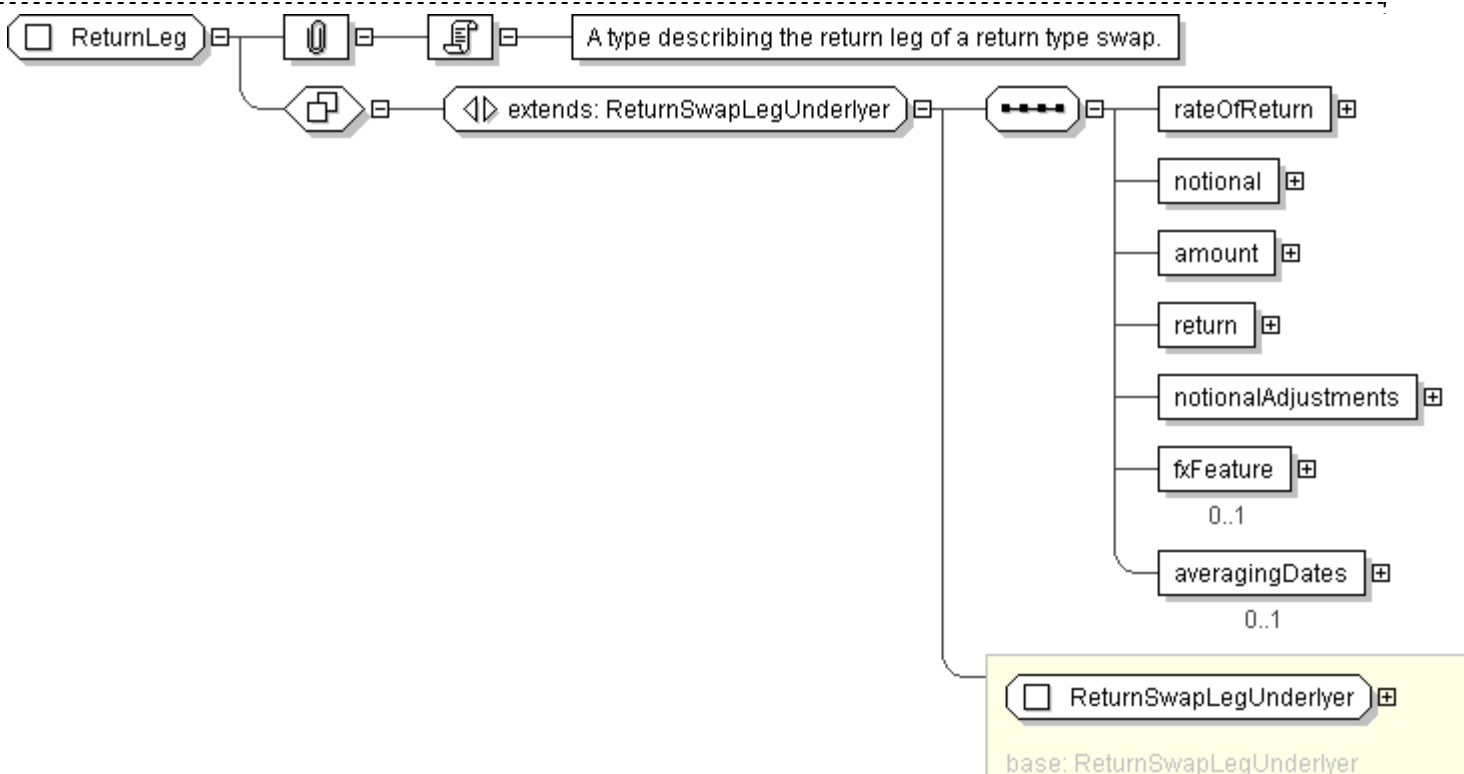 ReturnLeg
A type describing the return leg of a return type swap.
extends: ReturnSwapLegUnderlyer
rateOfReturn
notional
amount
return
notionalAdjustments
fxFeature
0..1
averagingDates
0..1
ReturnSwapLegUnderlyer
base: ReturnSwapLegUnderlyer